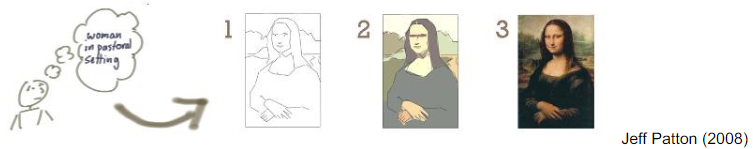 woman
in pastoral
setting
1
2
3
Jeff Patton (2008)